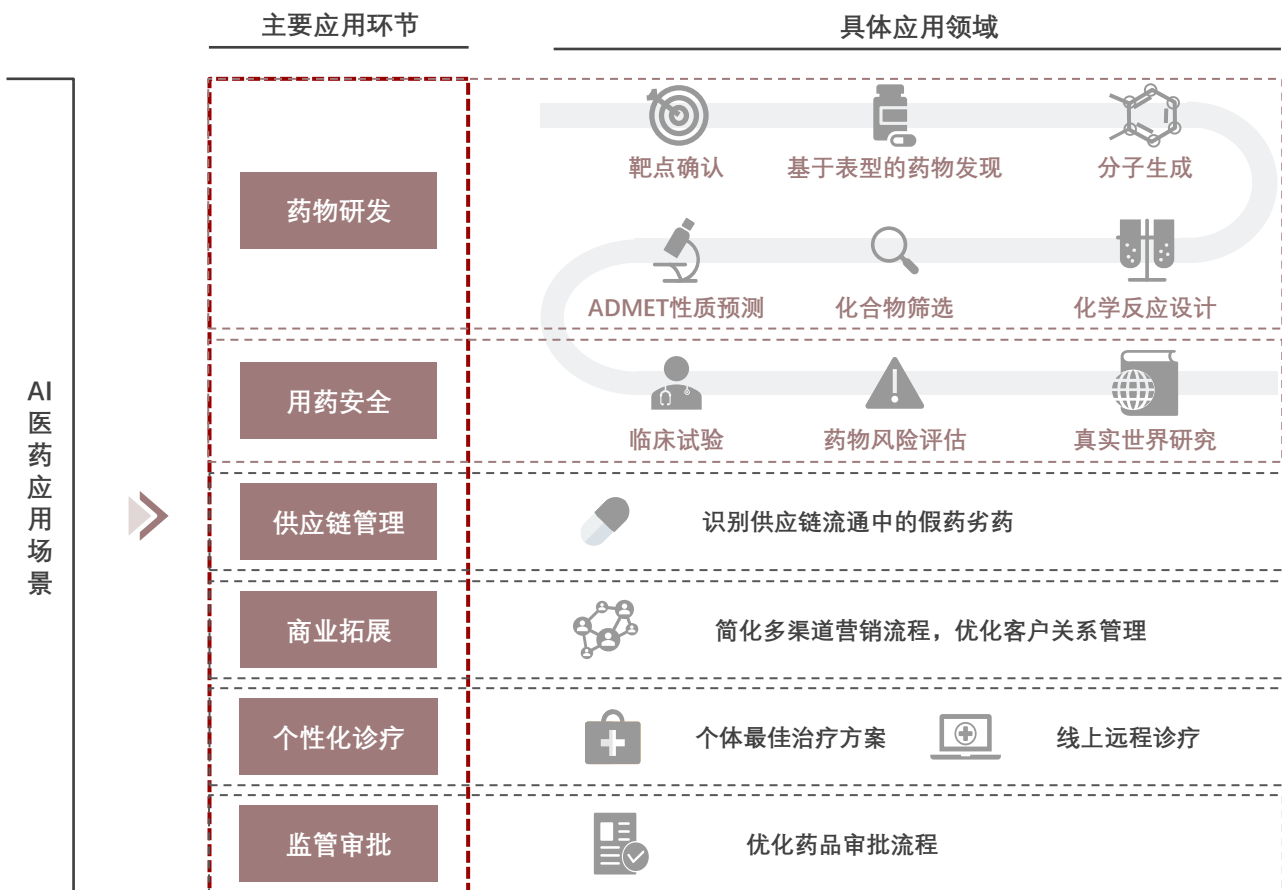 主要应用环节
具体应用领域
AI医药应用场景
药物研发
靶点确认
基于表型的药物发现
分子生成
ADMET性质预测
化合物筛选
化学反应设计
用药安全
临床试验
药物风险评估
真实世界研究
供应链管理
识别供应链流通中的假药劣药
商业拓展
简化多渠道营销流程，优化客户关系管理
个性化诊疗
个体最佳治疗方案
线上远程诊疗
监管审批
优化药品审批流程